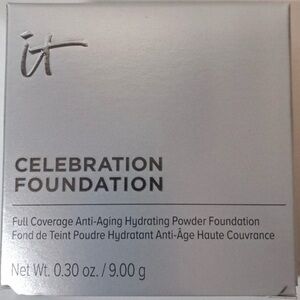 it
CELEBRATION
FOUNDATION
Full Coverage Anti-Aging Hydrating Powder Foundation
Fond de Teint Poudre Hydratant Anti-Âge Haute Couvrance
Net Wt. 0.30 oz. / 9.00 g